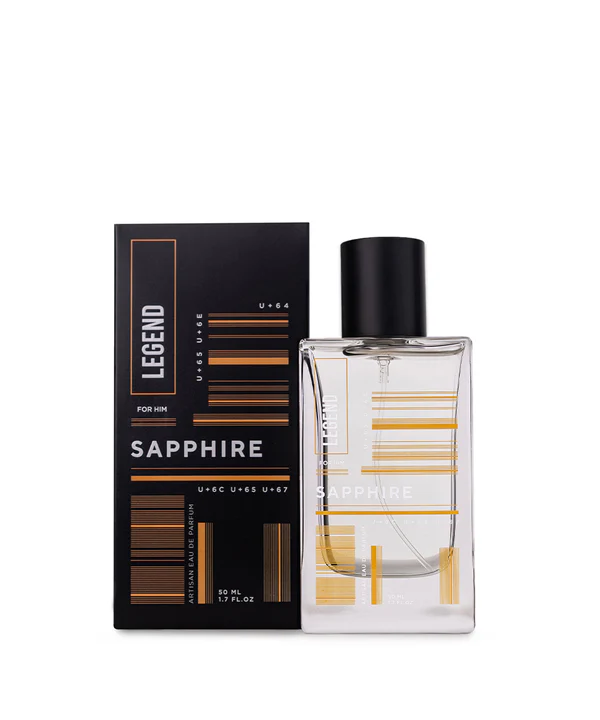 LEGEND
U+64
U+65 U+6E
FOR HIM
SAPPHIRE
U+6C U+65 U+67
ARTISAN EAU DE PARFUM
50 ML
1.7 FL.OZ
LEGEND
SAPPHIRE